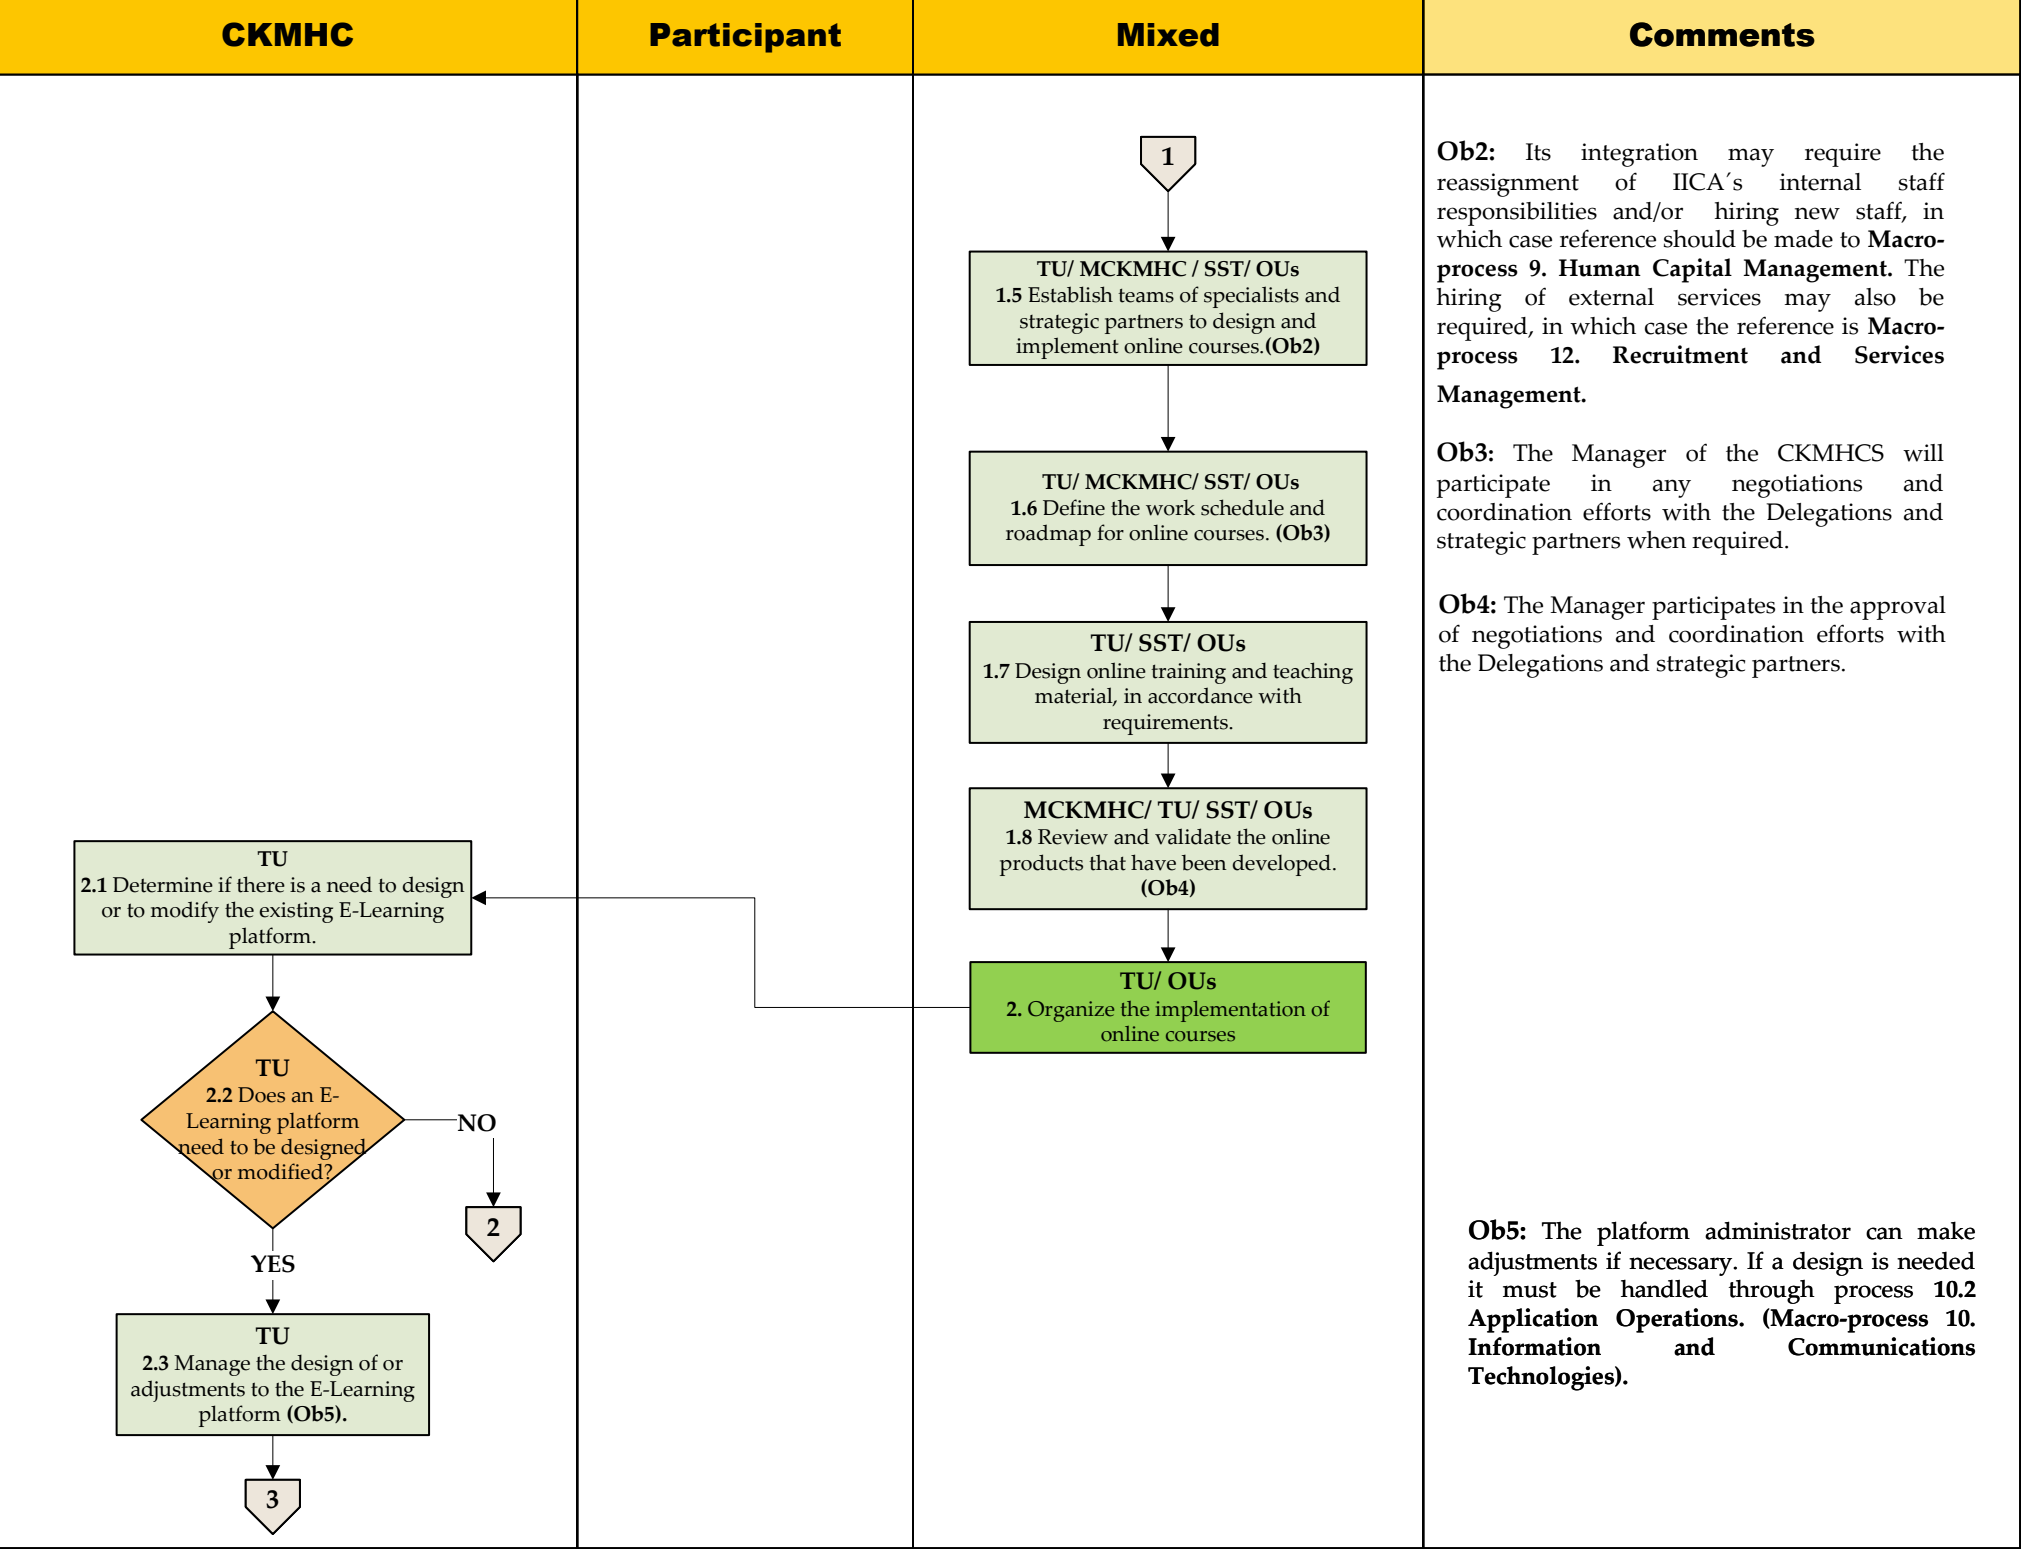 CKMHC
Participant
Mixed
Comments
1
TU/ MCKMHC / SST/ OUs
1.5 Establish teams of specialists and
strategic partners to design and
implement online courses.(Ob2)
TU/ MCKMHC/ SST/ OUs
1.6 Define the work schedule and
roadmap for online courses. (Ob3)
TU/ SST/ OUs
1.7 Design online training and teaching
material, in accordance with
requirements.
MCKMHC/ TU/ SST/ OUs
1.8 Review and validate the online
products that have been developed.
(Ob4)
TU/ OUs
2. Organize the implementation of
online courses
TU
2.1 Determine if there is a need to design
or to modify the existing E-Learning
platform.
TU
2.2 Does an E-
Learning platform
need to be designed
or modified?
NO
2
YES
TU
2.3 Manage the design of or
adjustments to the E-Learning
platform (Ob5).
3
Ob2: Its integration may require the
reassignment of IICA´s internal staff
responsibilities and/or hiring new staff, in
which case reference should be made to Macro-
process 9. Human Capital Management. The
hiring of external services may also be
required, in which case the reference is Macro-
process 12. Recruitment and Services
Management.
Ob3: The Manager of the CKMHCS will
participate in any negotiations and
coordination efforts with the Delegations and
strategic partners when required.
Ob4: The Manager participates in the approval
of negotiations and coordination efforts with
the Delegations and strategic partners.
Ob5: The platform administrator can make
adjustments if necessary. If a design is needed
it must be handled through process 10.2
Application Operations. (Macro-process 10.
Information and Communications
Technologies).